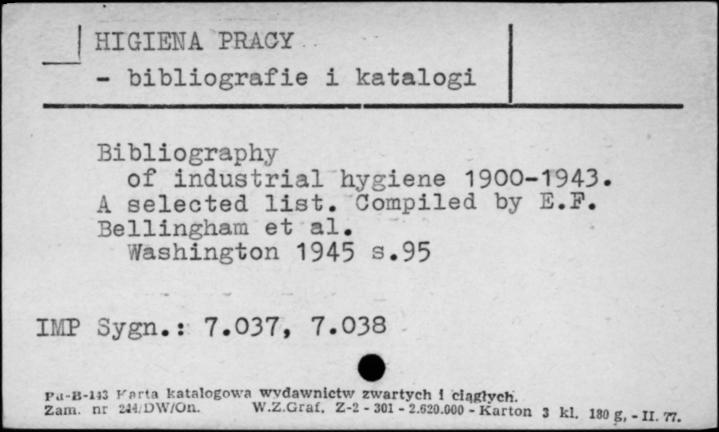 HIGIENA PRACY
- bibliografie i katalogi
Bibliography
of industrial hygiene 1900-1943.
A selected list. Compiled by E.F.
Bellingham et al.
Washington 1945 s.95
IMP Sygn.: 7.037, 7.038
Pu-B-143 Karta katalogowa wydawnictw zwartych i ciągłych.
Zam. nr 244/DW/On. W.Z.Graf. Z-2 - 301 - 2.620.000 - Karton 3 kl. 180 g, - II. 77.